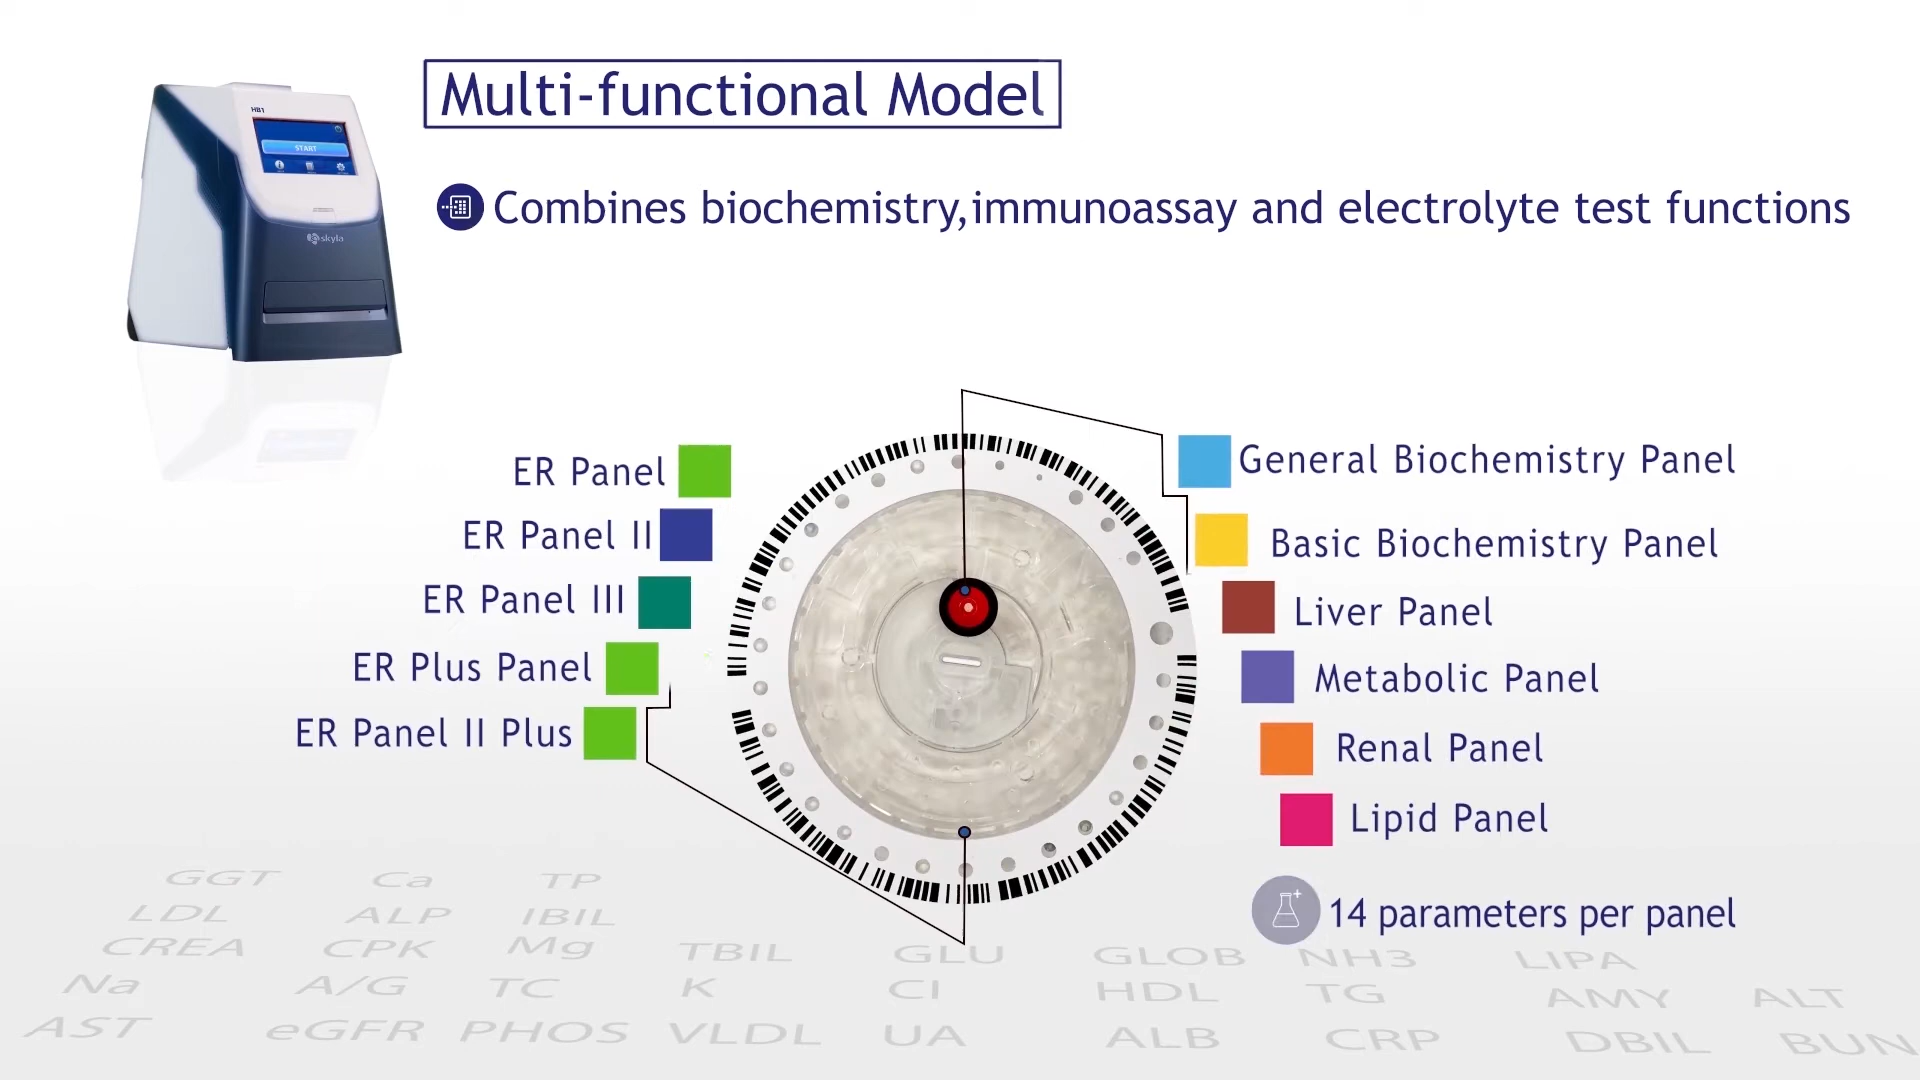 HB1
START
skyla
Multi-functional Model
Combines biochemistry,immunoassay and electrolyte test functions
ER Panel
ER Panel II
ER Panel III
ER Plus Panel
ER Panel II Plus
General Biochemistry Panel
Basic Biochemistry Panel
Liver Panel
Metabolic Panel
Renal Panel
Lipid Panel
14 parameters per panel
GGT Ca TP
LDL ALP IBIL
CREA CPK Mg TBIL GLU GLOB NH3 LIPA
Na A/G TC K Cl HDL TG AMY ALT
AST eGFR PHOS VLDL UA ALB CRP DBIL BUN